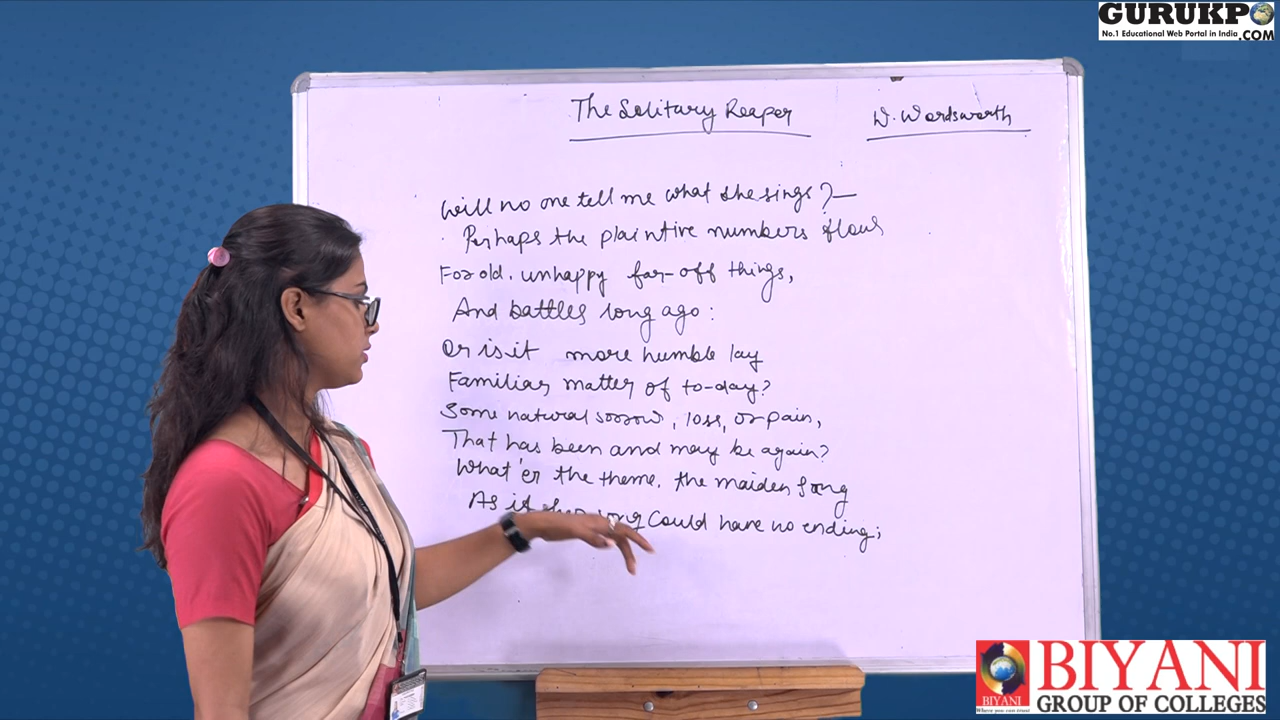 GURUKPO
No.1 Educational Web Portal in India .COM
The Solitary Reaper W. Wordsworth
Will no one tell me what she sings ?—
Perhaps the plaintive numbers flow
For old. unhappy far-off things,
And battles long ago :
Or is it more humble lay
Familiar matter of to-day?
Some natural sorrow, loss, or pain,
That has been and may be again?
What'er the theme. the maiden Sang
As if song could have no ending;
BIYANI
GROUP OF COLLEGES
BIYANI